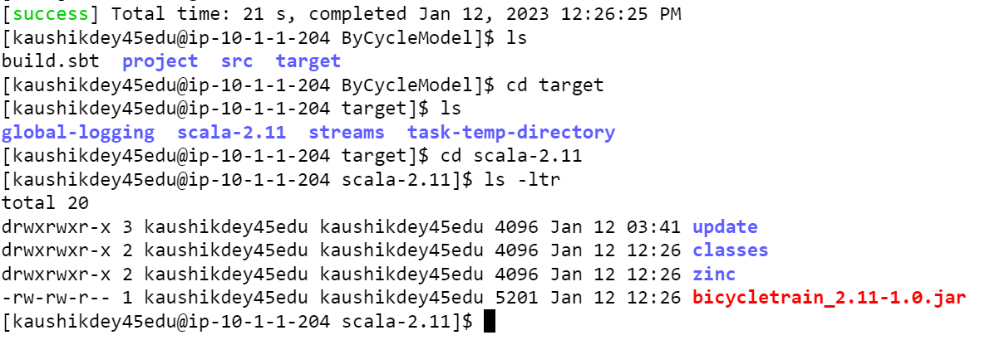 [success] Total time: 21 s, completed Jan 12, 2023 12:26:25 PM
[kaushikdey45edu@ip-10-1-1-204 ByCycleModel]$ ls
build.sbt  project  src  target
[kaushikdey45edu@ip-10-1-1-204 ByCycleModel]$ cd target
[kaushikdey45edu@ip-10-1-1-204 target]$ ls
global-logging  scala-2.11  streams  task-temp-directory
[kaushikdey45edu@ip-10-1-1-204 target]$ cd scala-2.11
[kaushikdey45edu@ip-10-1-1-204 scala-2.11]$ ls -ltr
total 20
drwxrwxr-x 3 kaushikdey45edu kaushikdey45edu 4096 Jan 12 03:41 update
drwxrwxr-x 2 kaushikdey45edu kaushikdey45edu 4096 Jan 12 12:26 classes
drwxrwxr-x 2 kaushikdey45edu kaushikdey45edu 4096 Jan 12 12:26 zinc
-rw-rw-r-- 1 kaushikdey45edu kaushikdey45edu 5201 Jan 12 12:26 bicycletrain_2.11-1.0.jar
[kaushikdey45edu@ip-10-1-1-204 scala-2.11]$